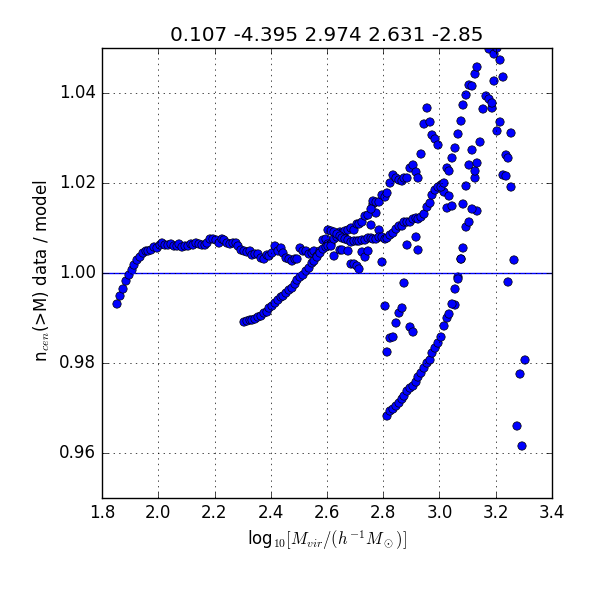 0.107 -4.395 2.974 2.631 -2.85
1.04
1.02
1.00
0.98
0.96
n_cen(>M) data / model
1.8 2.0 2.2 2.4 2.6 2.8 3.0 3.2 3.4
log₁₀[M_vir/(h⁻¹M_⊙)]